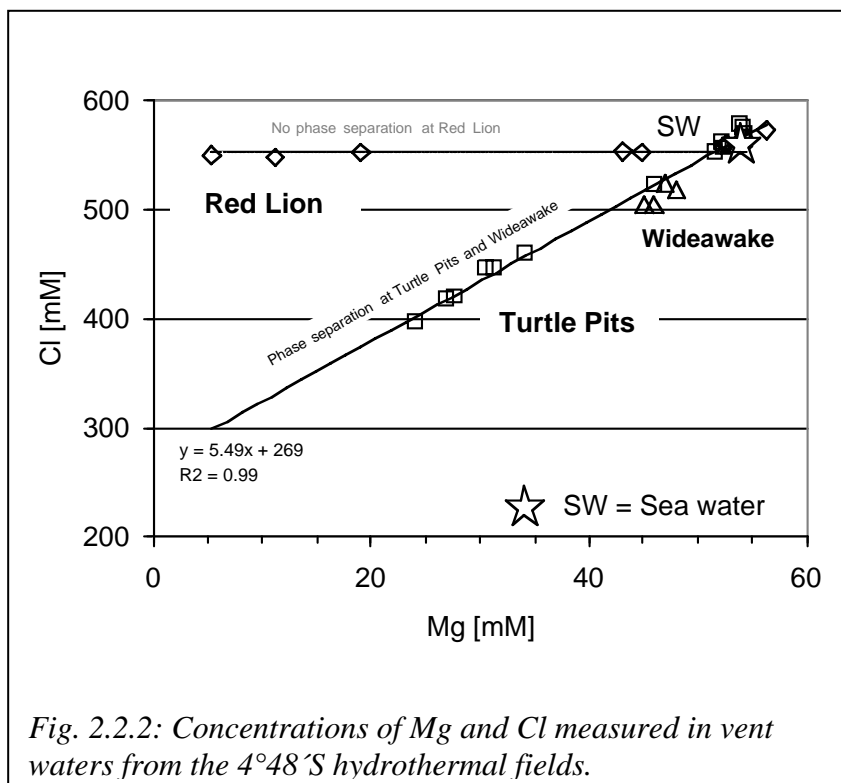 600
500
400
300
200
Cl [mM]
No phase separation at Red Lion
SW
Red Lion
Wideawake
Phase separation at Turtle Pits and Wideawake
Turtle Pits
y = 5.49x + 269
R2 = 0.99
SW = Sea water
0 20 40 60
Mg [mM]
Fig. 2.2.2: Concentrations of Mg and Cl measured in vent
waters from the 4°48´S hydrothermal fields.